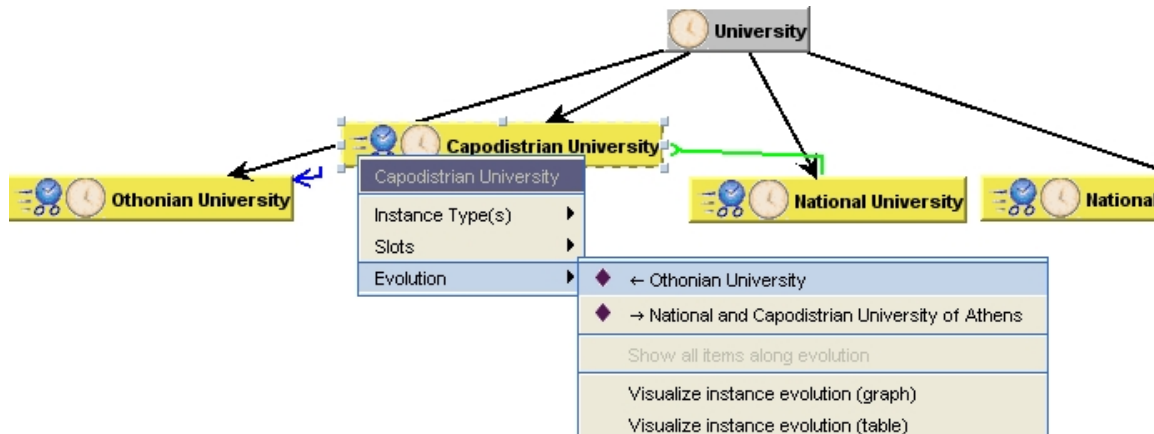 University
Capodistrian University
Othonian University
National University
National
Capodistrian University
Instance Type(s)
Slots
Evolution
← Othonian University
→ National and Capodistrian University of Athens
Show all items along evolution
Visualize instance evolution (graph)
Visualize instance evolution (table)